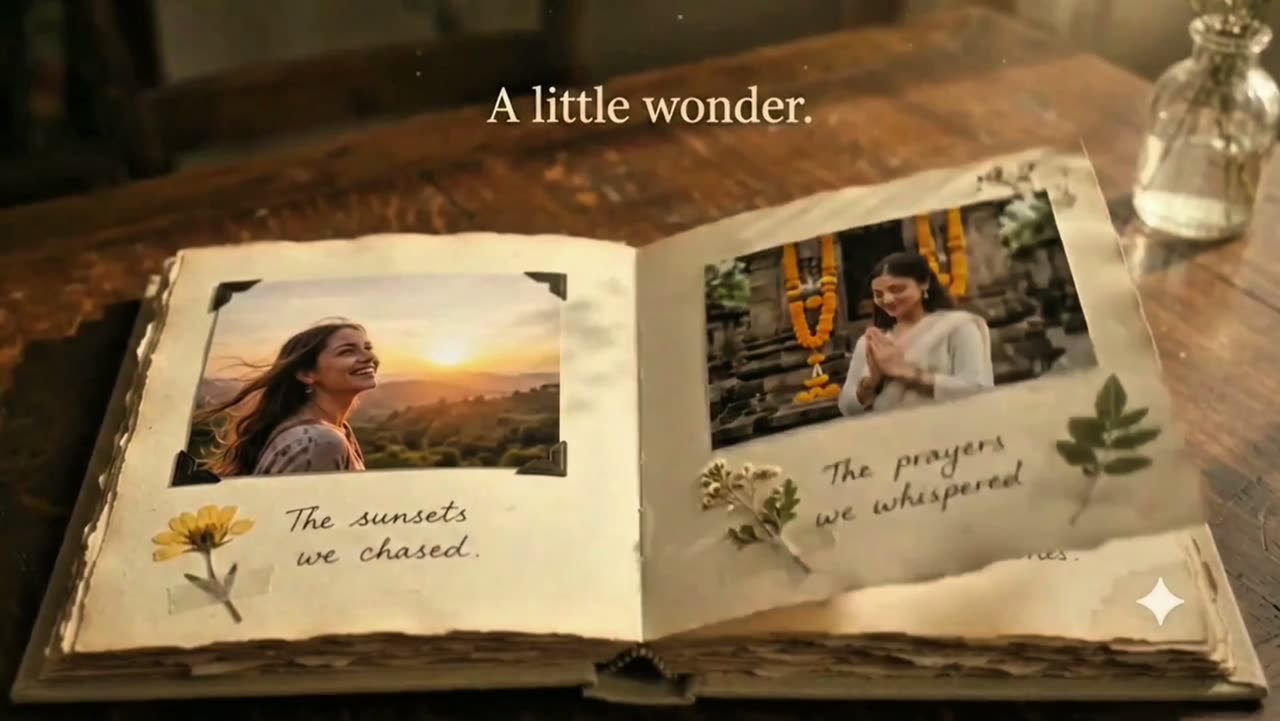 A little wonder.
The sunsets
we chased.
The prayers
we whispered